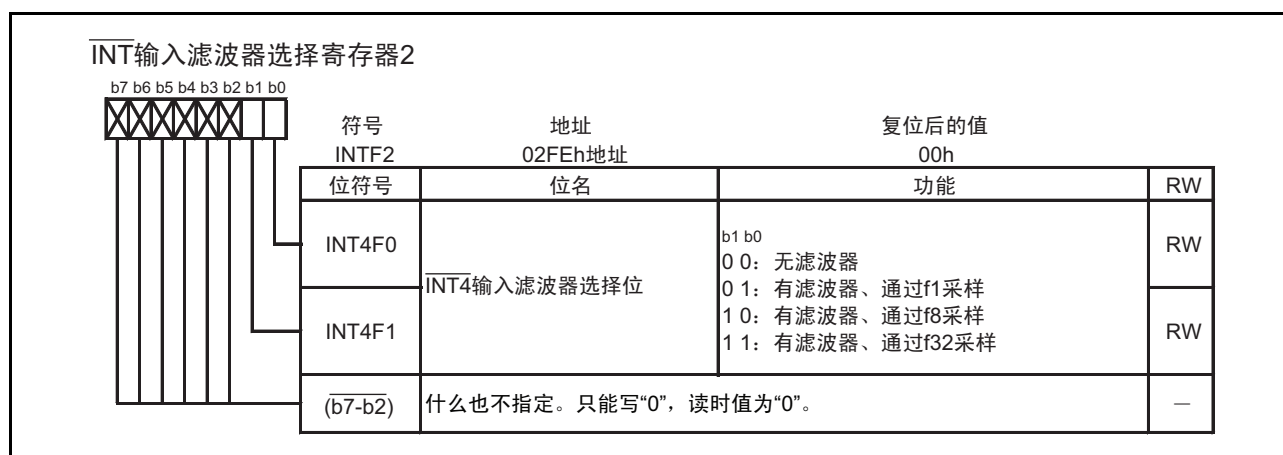 INT输入滤波器选择寄存器2
b7 b6 b5 b4 b3 b2 b1 b0
符号 地址 复位后的值
INTF2 02FEh地址 00h
位符号 位名 功能 RW
INT4F0 RW
INT4输入滤波器选择位
b1 b0
0 0：无滤波器
0 1：有滤波器、通过f1采样
1 0：有滤波器、通过f8采样
1 1：有滤波器、通过f32采样
INT4F1 RW
(b7-b2) 什么也不指定。只能写“0”，读时值为“0”。 —